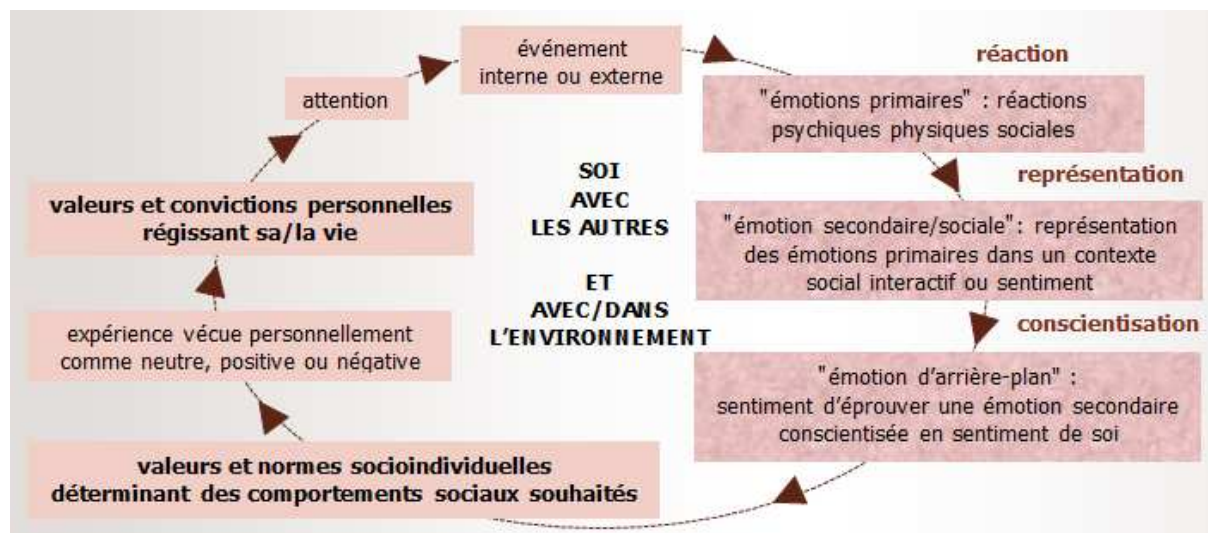 événement
interne ou externe
réaction
"émotions primaires" : réactions
psychiques physiques sociales
représentation
"émotion secondaire/sociale" : représentation
des émotions primaires dans un contexte
social interactif ou sentiment
conscientisation
"émotion d'arrière-plan" :
sentiment d'éprouver une émotion secondaire
conscientisée en sentiment de soi
valeurs et normes socioindividuelles
déterminant des comportements sociaux souhaités
expérience vécue personnellement
comme neutre, positive ou négative
valeurs et convictions personnelles
régissant sa/la vie
attention
SOI
AVEC
LES AUTRES
ET
AVEC/DANS
L'ENVIRONNEMENT